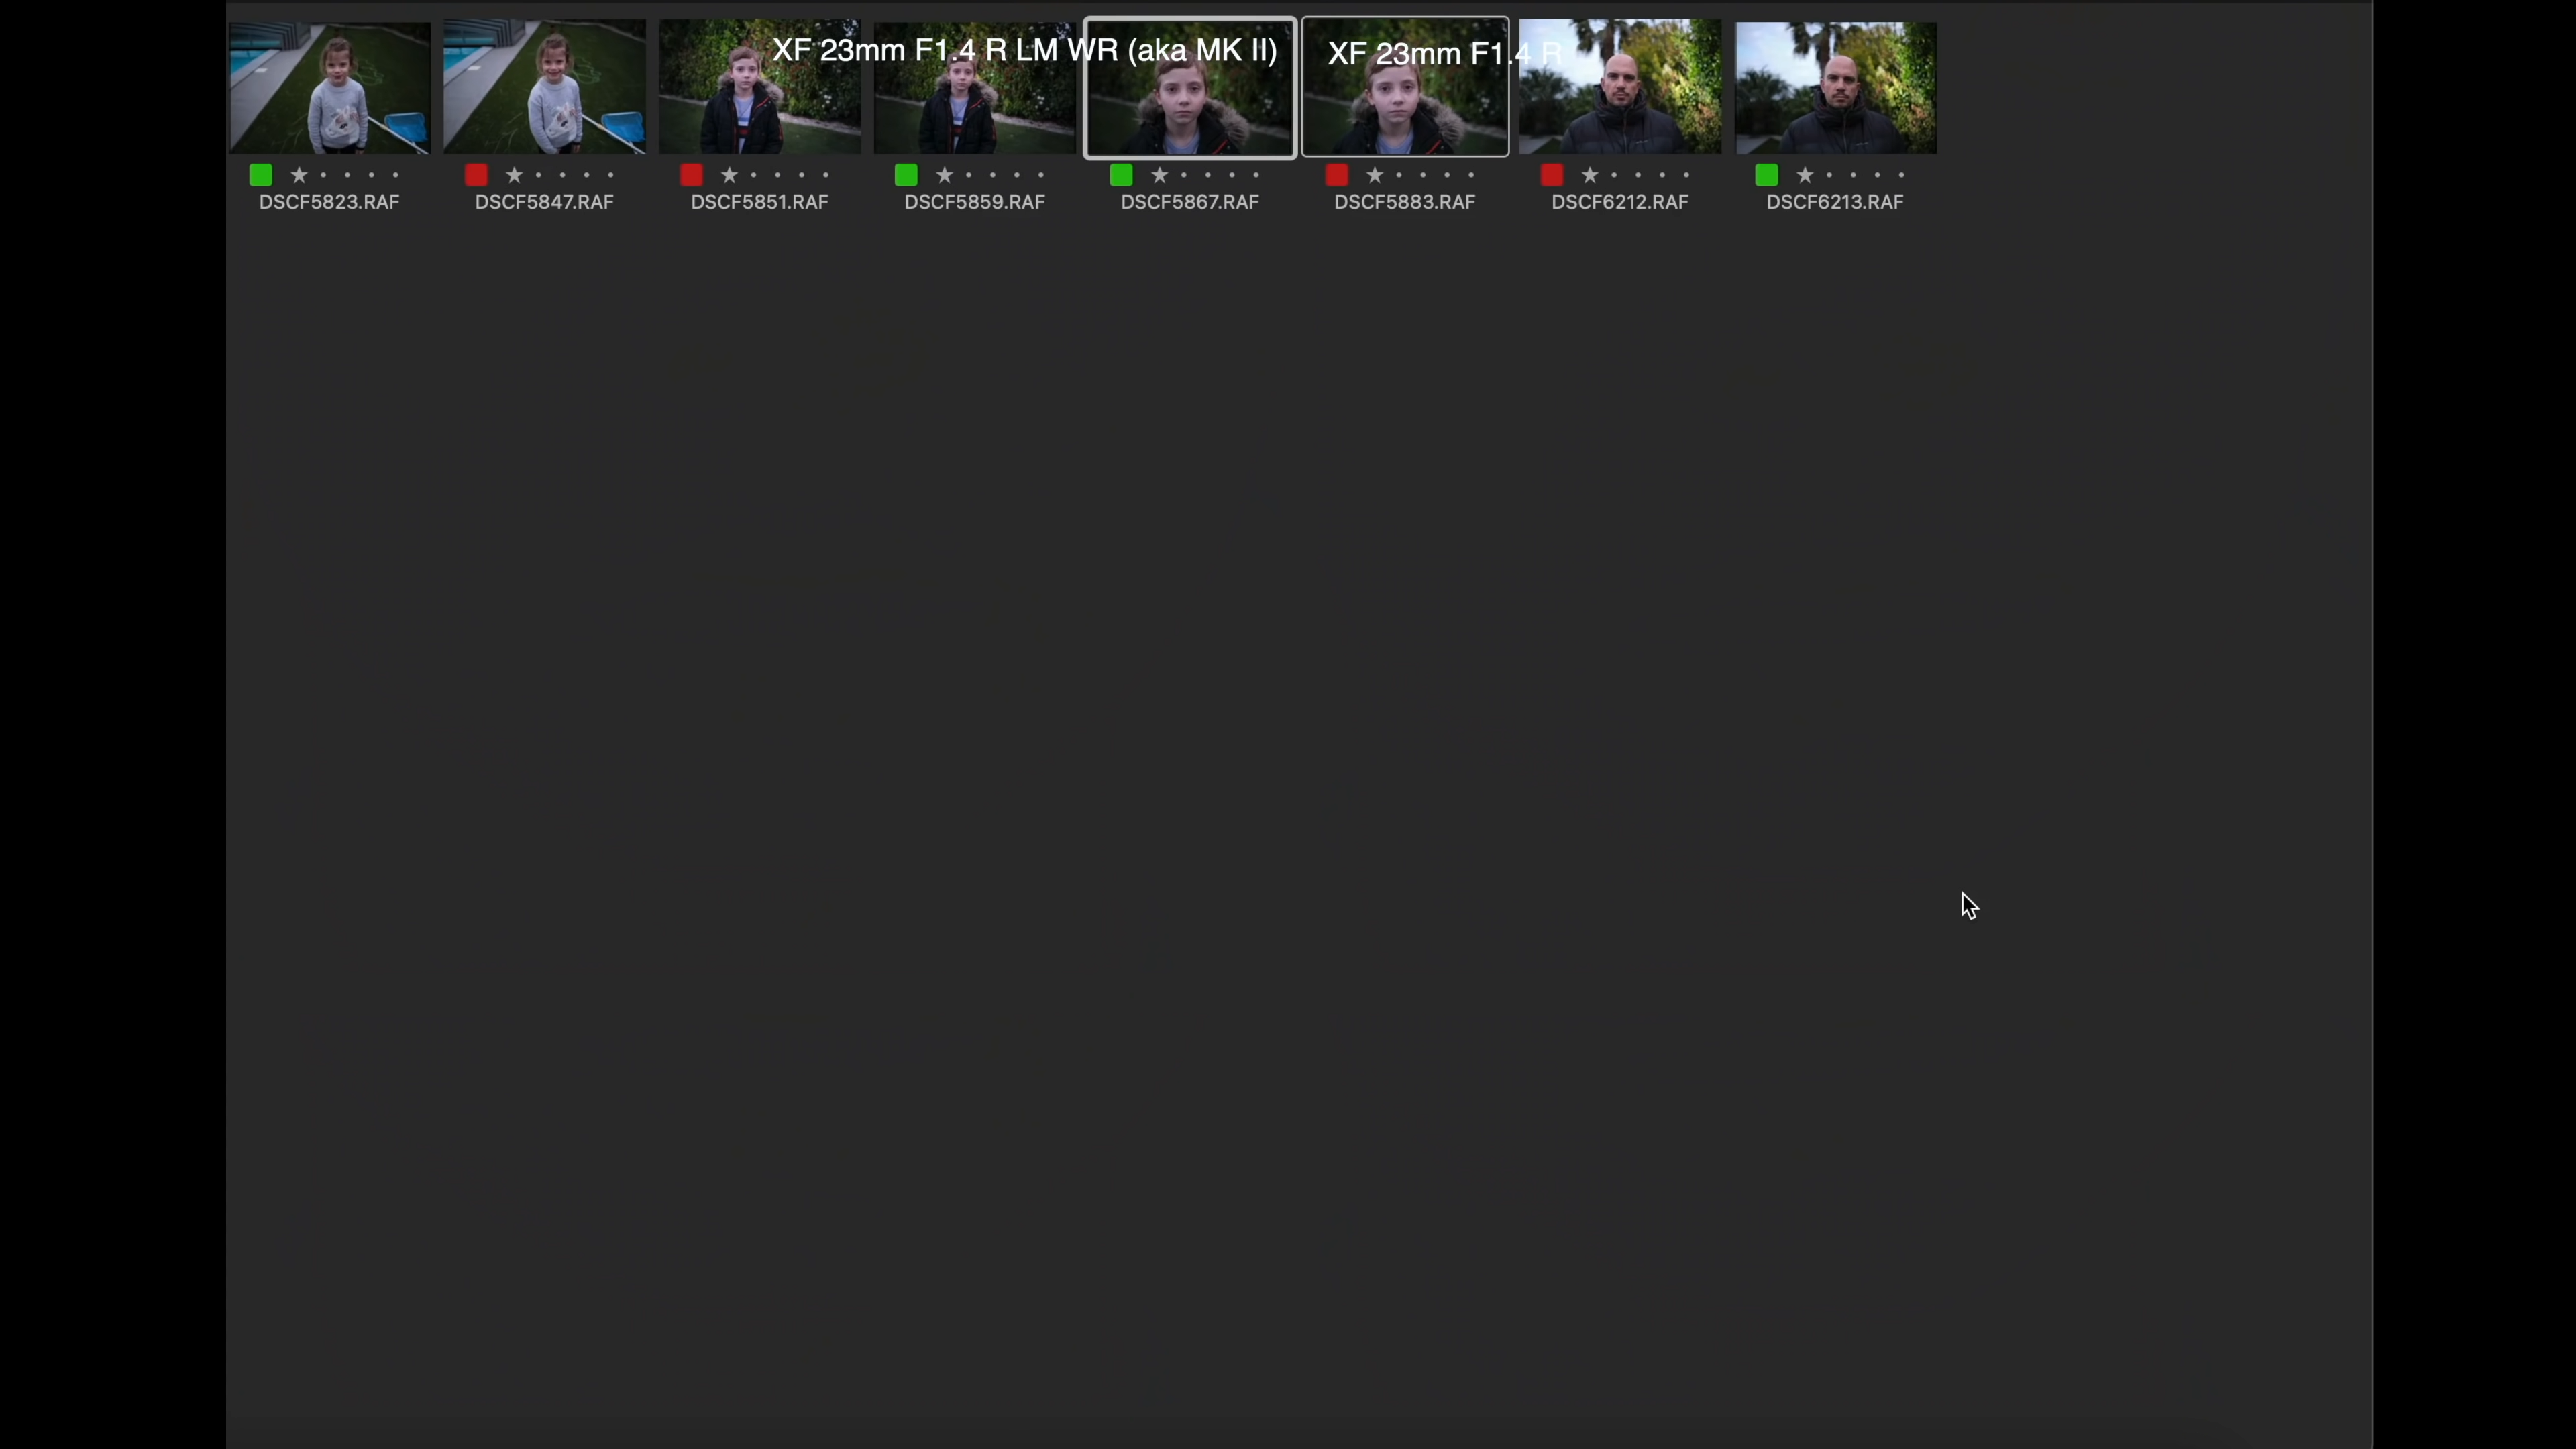 XF 23mm F1.4 R LM WR (aka MK II)
XF 23mm F1.4 R
DSCF5823.RAF
DSCF5847.RAF
DSCF5851.RAF
DSCF5859.RAF
DSCF5867.RAF
DSCF5883.RAF
DSCF6212.RAF
DSCF6213.RAF